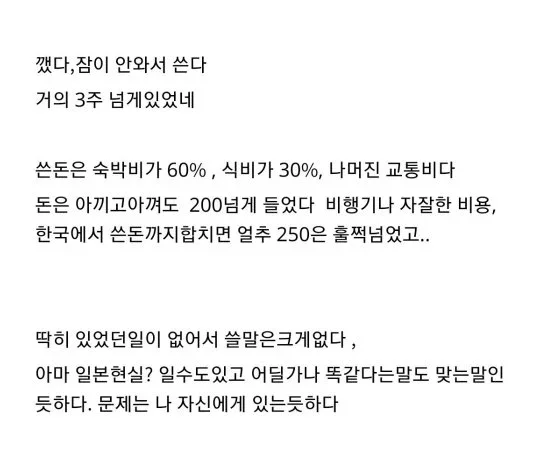 깼다,잠이 안와서 쓴다
거의 3주 넘게있었네
쓴돈은 숙박비가 60% , 식비가 30%, 나머진 교통비다
돈은 아끼고아껴도  200넘게 들었다  비행기나 자잘한 비용,
한국에서 쓴돈까지합치면 얼추 250은 훌쩍넘었고..
딱히 있었던일이 없어서 쓸말은크게없다 ,
아마 일본현실? 일수도있고 어딜가나 똑같다는말도 맞는말인
듯하다. 문제는 나 자신에게 있는듯하다